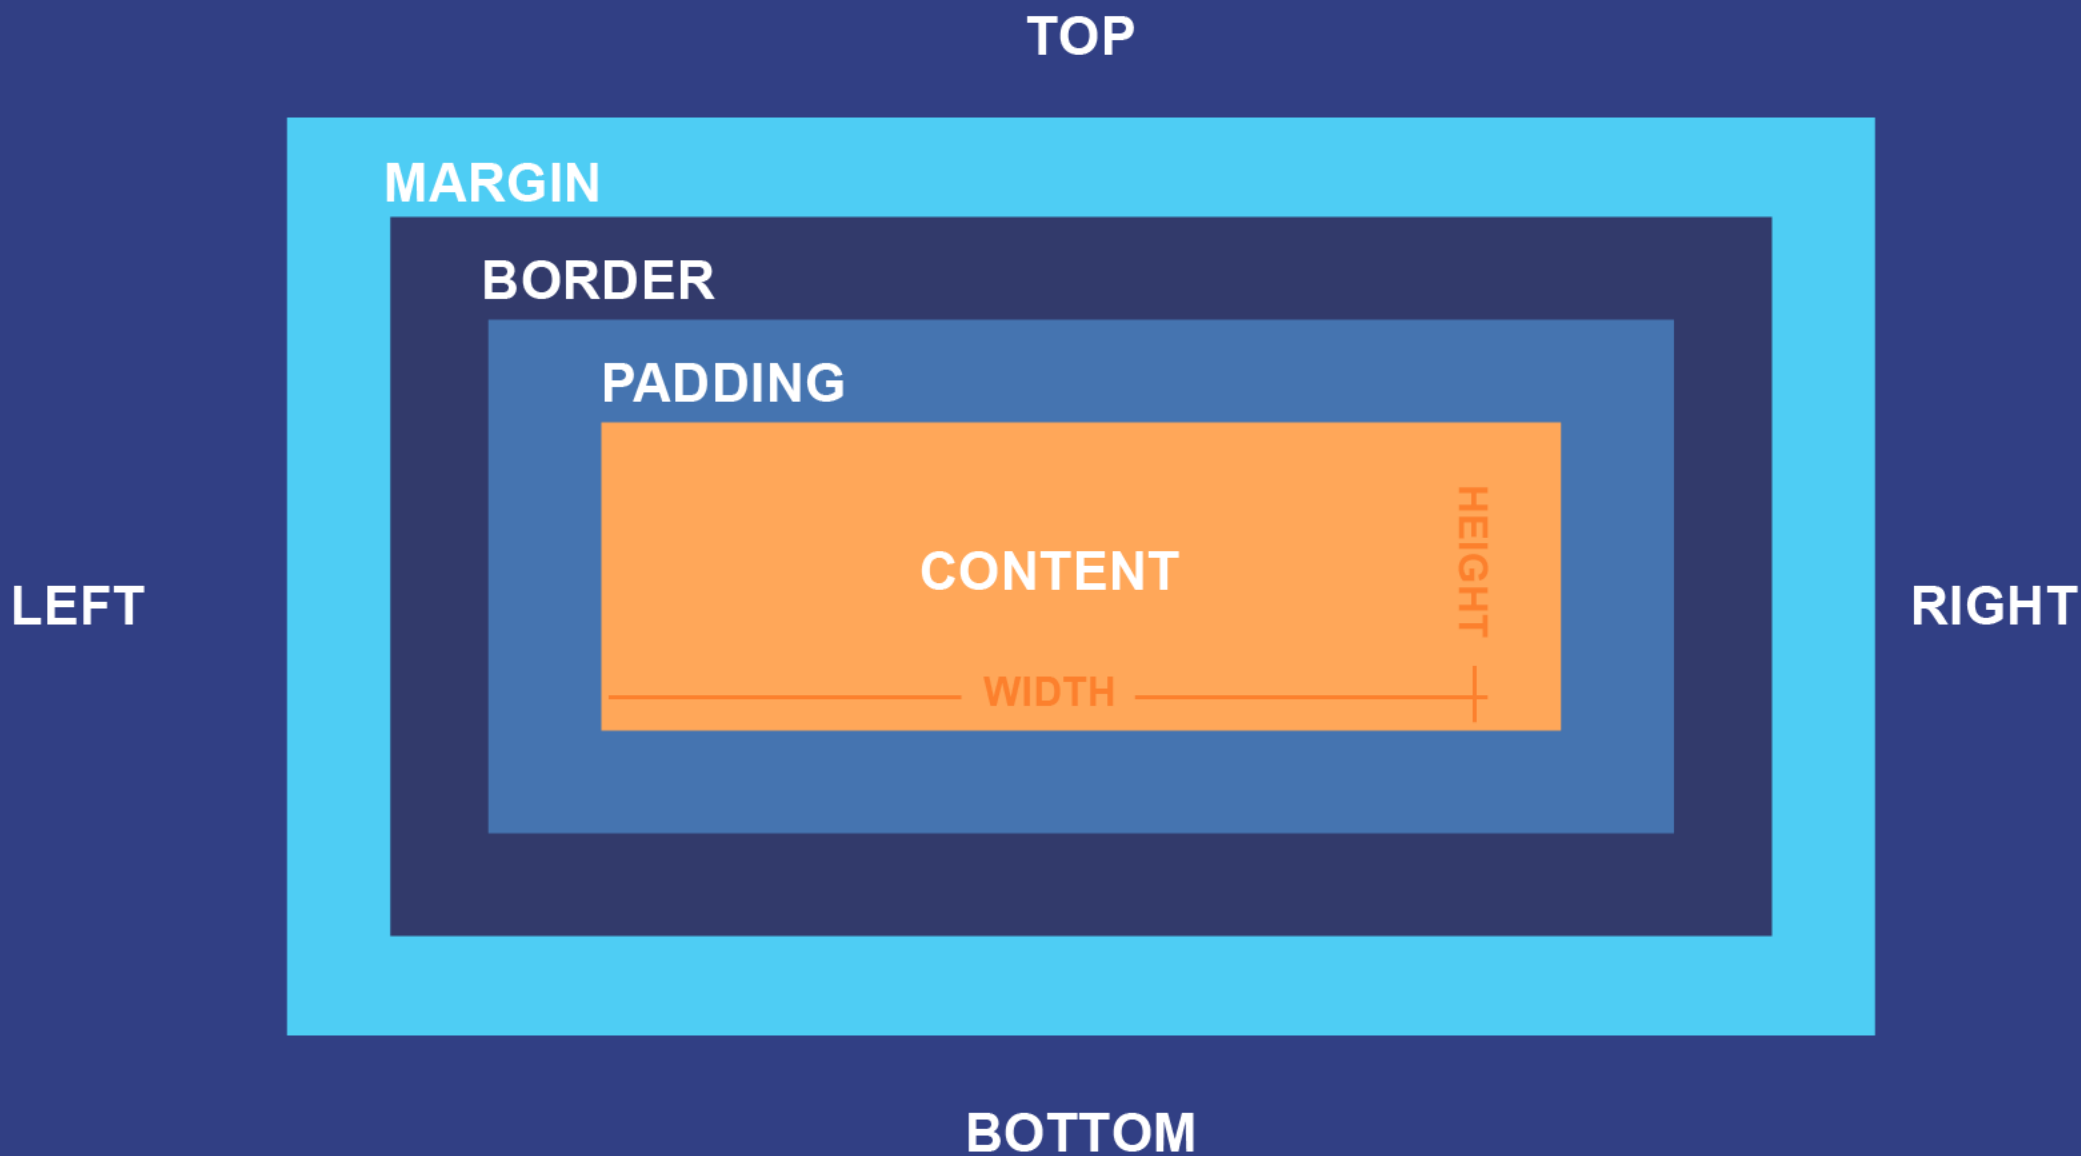 TOP
MARGIN
BORDER
PADDING
CONTENT
HEIGHT
LEFT
RIGHT
WIDTH
BOTTOM